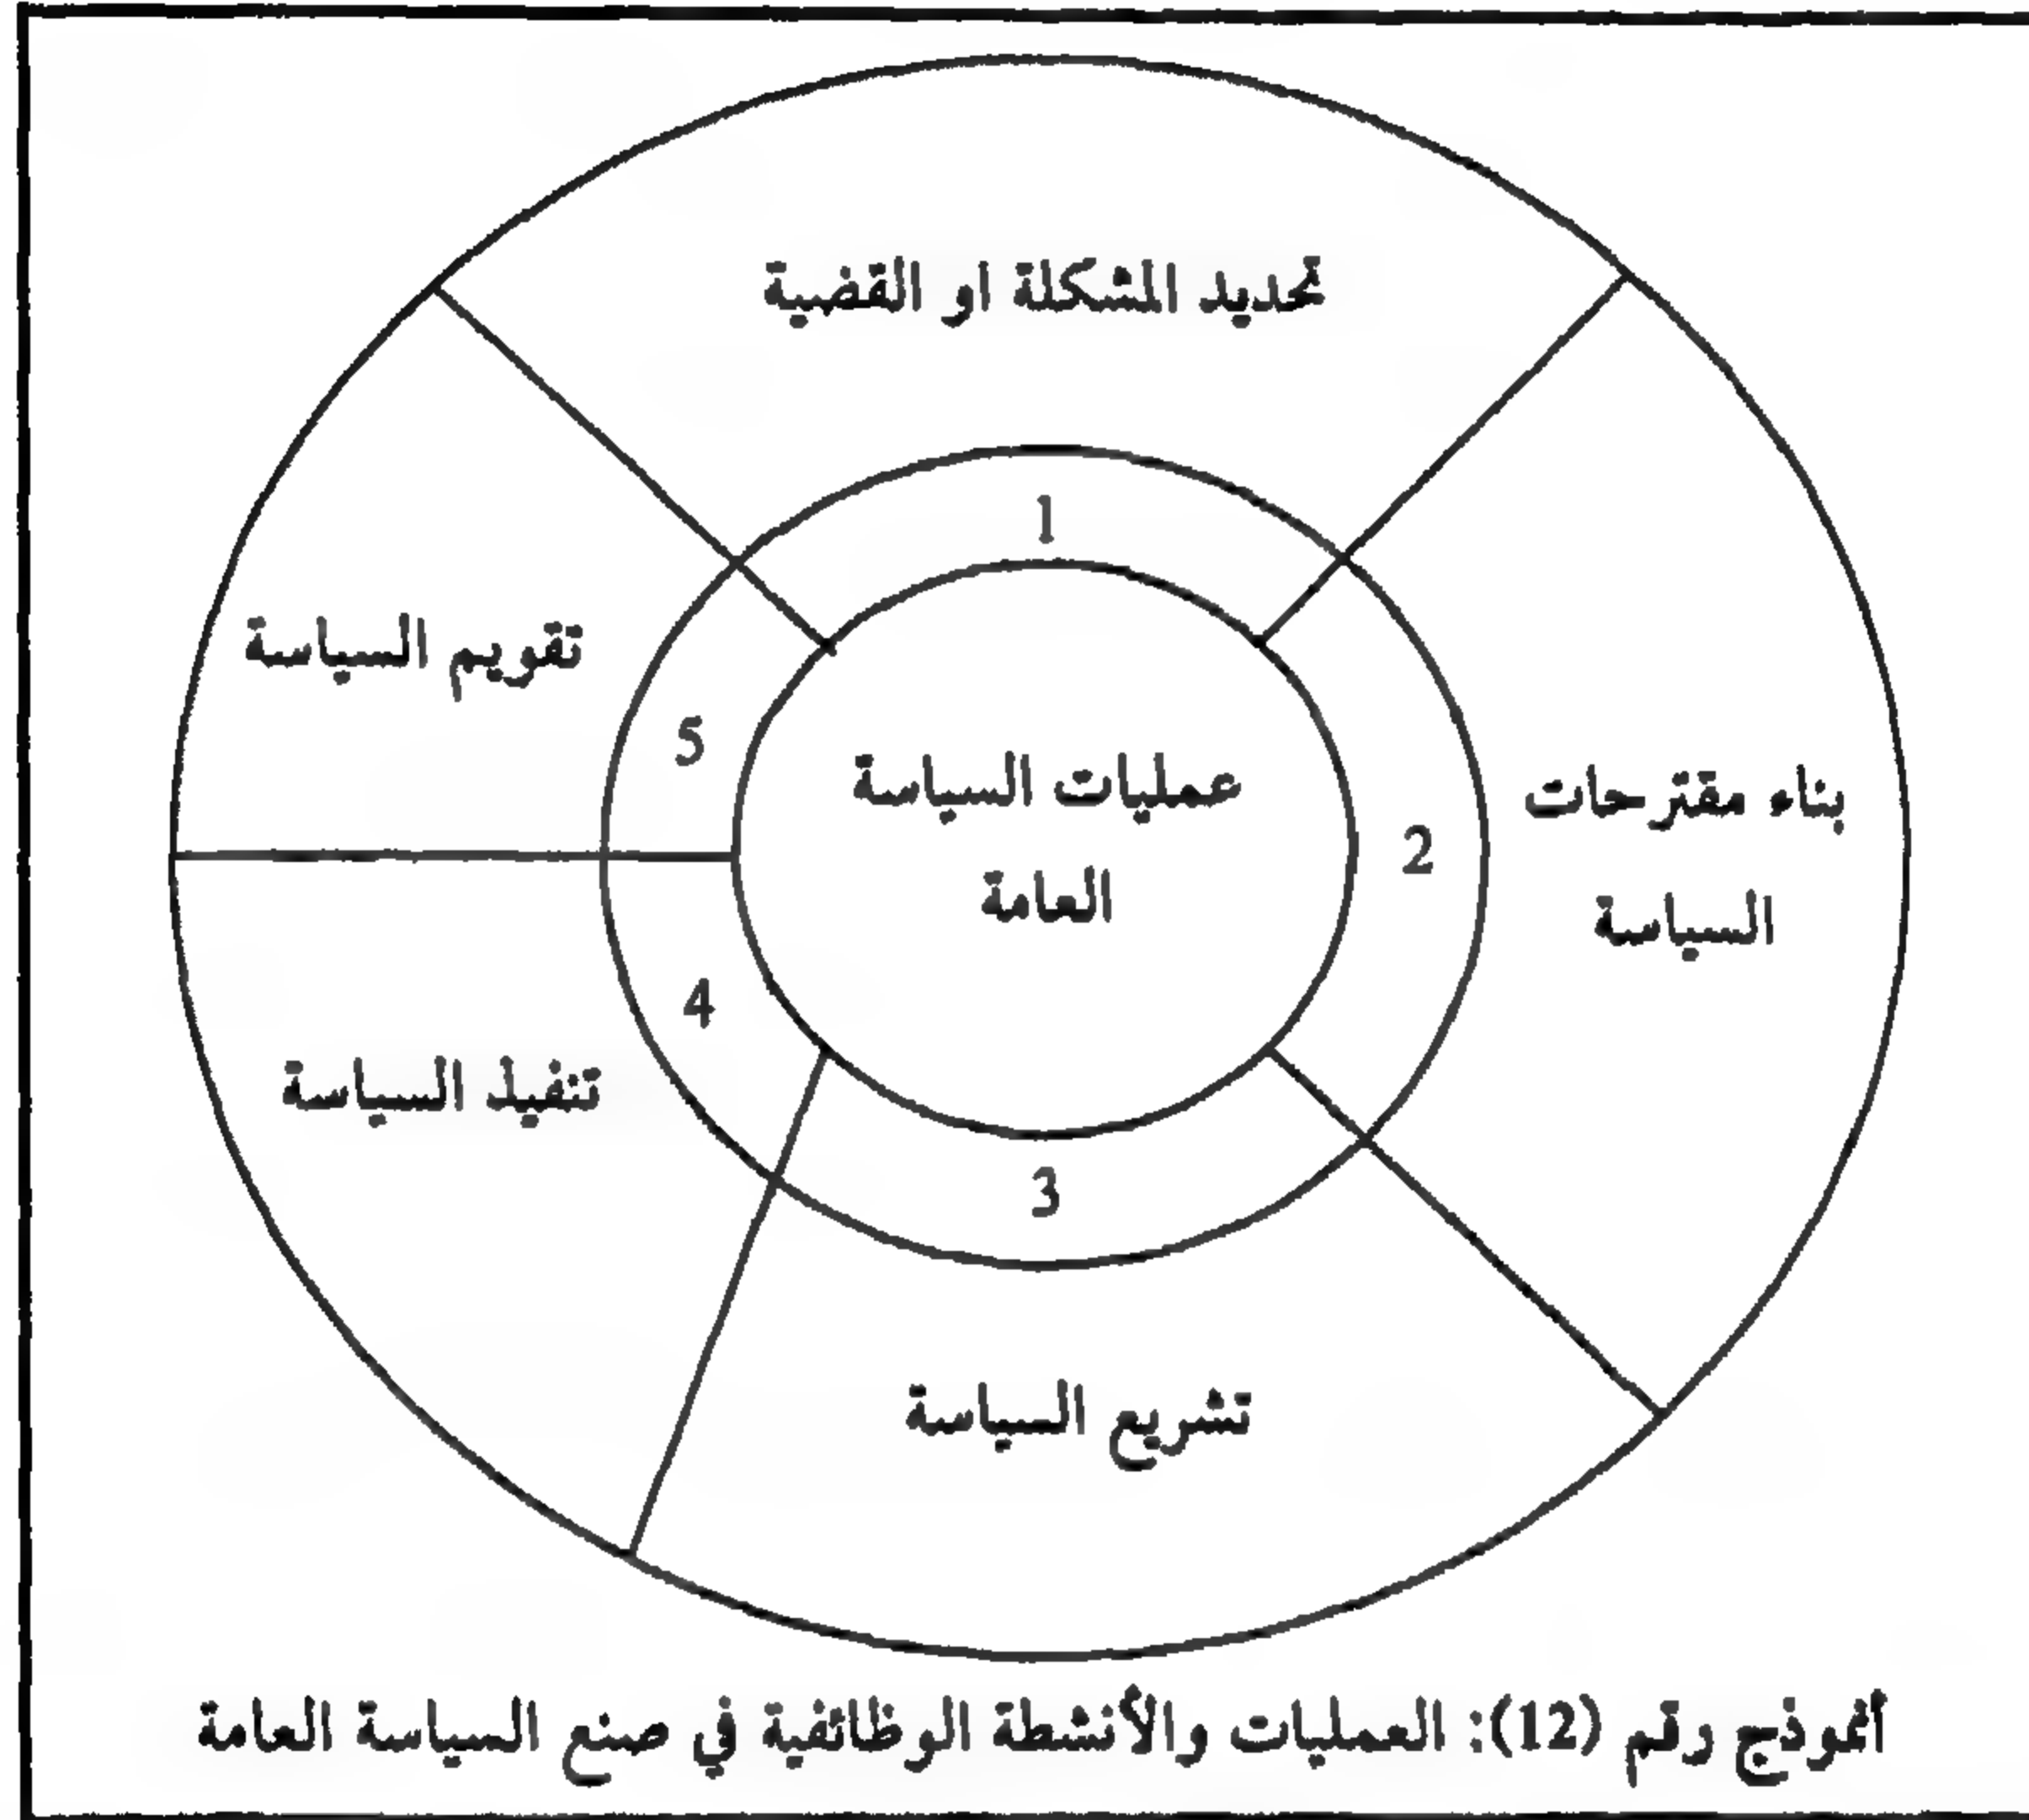 تحديد المشكلة او القضية
1
بناء مقترحات
السياسة
2
تشريع السياسة
3
تنفيذ السياسة
4
تقويم السياسة
5
عمليات السياسة
العامة
أنموذج رقم (12): العمليات والأنشطة الوظائفية في صنع السياسة العامة